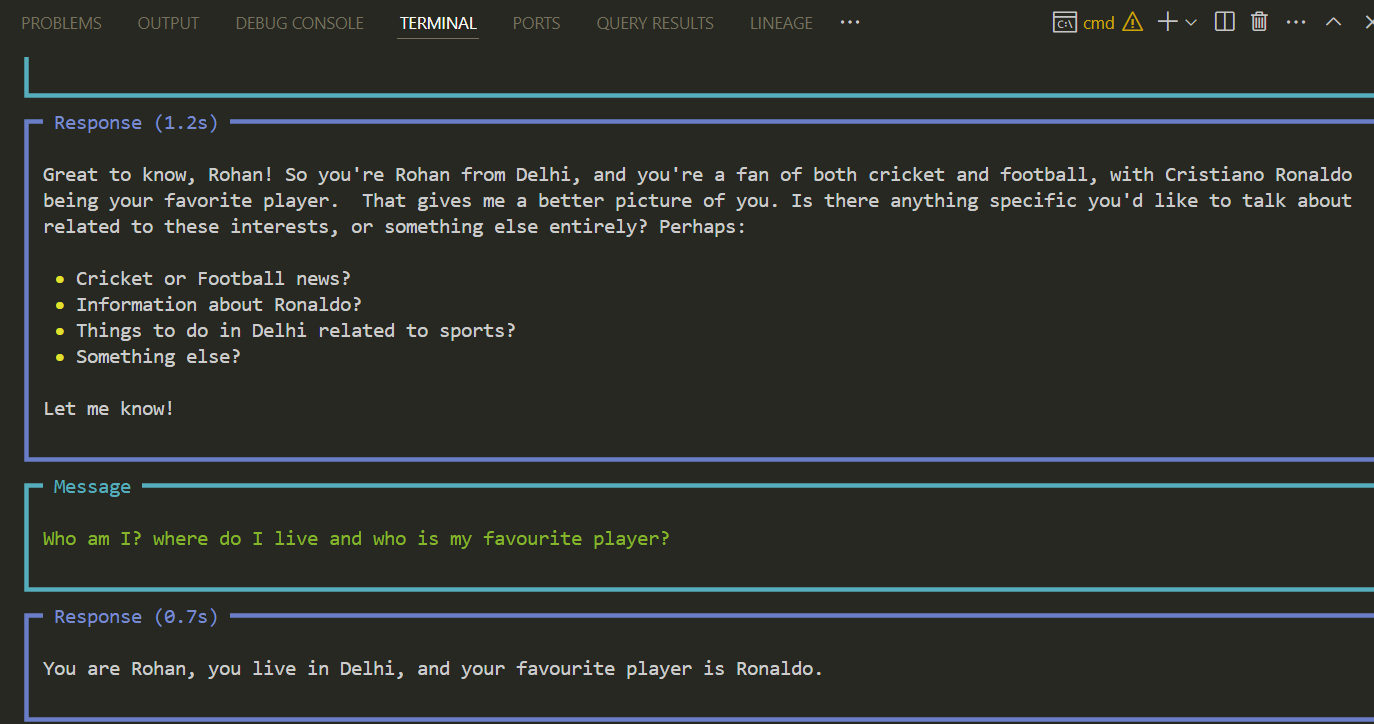 PROBLEMS OUTPUT DEBUG CONSOLE TERMINAL PORTS QUERY RESULTS LINEAGE ··· cmd
Response (1.2s)
Great to know, Rohan! So you're Rohan from Delhi, and you're a fan of both cricket and football, with Cristiano Ronaldo
being your favorite player.  That gives me a better picture of you. Is there anything specific you'd like to talk about
related to these interests, or something else entirely? Perhaps:
• Cricket or Football news?
• Information about Ronaldo?
• Things to do in Delhi related to sports?
• Something else?
Let me know!
Message
Who am I? where do I live and who is my favourite player?
Response (0.7s)
You are Rohan, you live in Delhi, and your favourite player is Ronaldo.